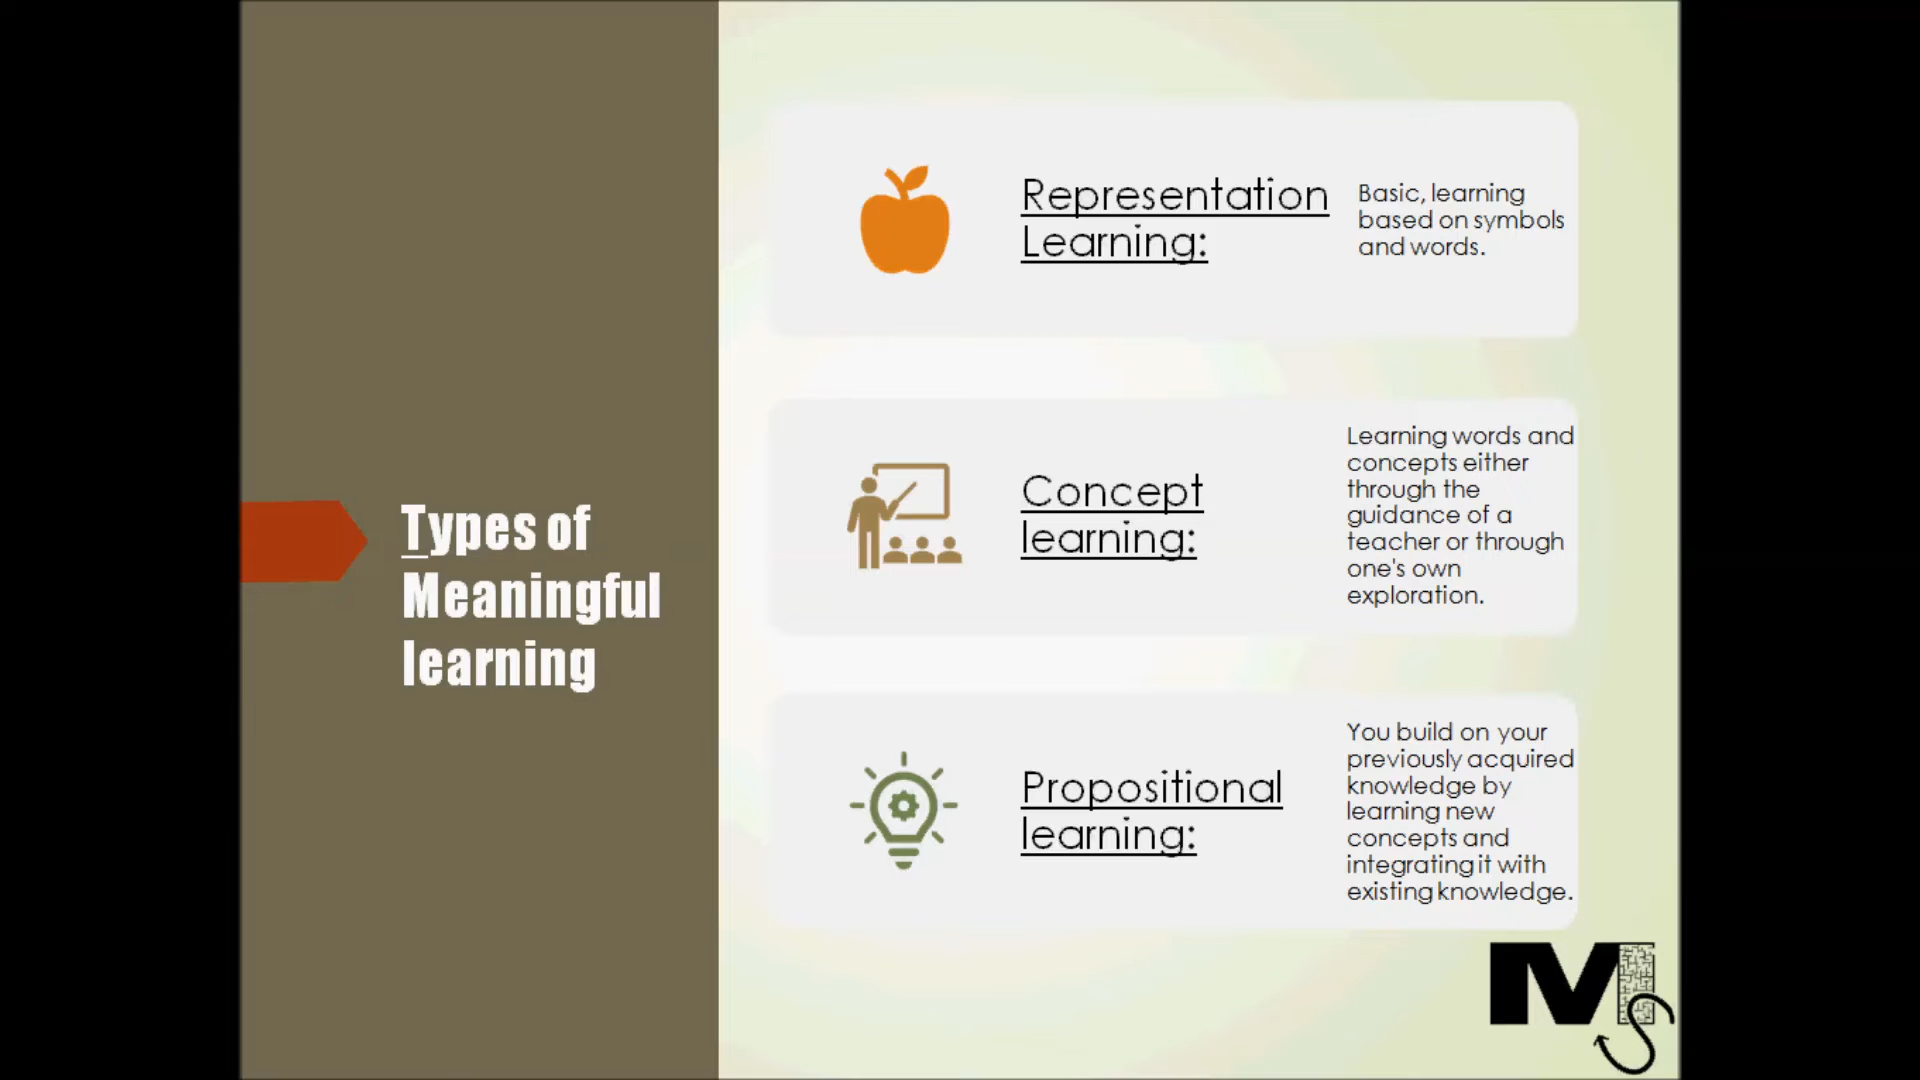 Types of
Meaningful
learning
Representation
Learning:
Basic, learning
based on symbols
and words.
Concept
learning:
Learning words and
concepts either
through the
guidance of a
teacher or through
one's own
exploration.
Propositional
learning:
You build on your
previously acquired
knowledge by
learning new
concepts and
integrating it with
existing knowledge.
MS